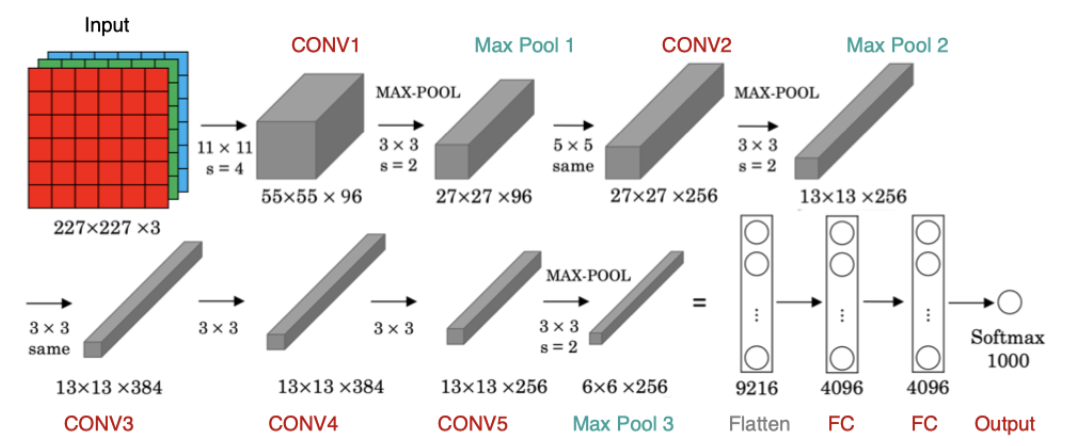 Input
CONV1
Max Pool 1
CONV2
Max Pool 2
MAX-POOL
MAX-POOL
11 × 11
s = 4
3 × 3
s = 2
5 × 5
same
3 × 3
s = 2
227×227 ×3
55×55 × 96
27×27 ×96
27×27 ×256
13×13 ×256
MAX-POOL
3 × 3
same
3 × 3
3 × 3
3 × 3
s = 2
=
...
...
...
Softmax
1000
13×13 ×384
13×13 ×384
13×13 ×256
6×6 ×256
9216
4096
4096
CONV3
CONV4
CONV5
Max Pool 3
Flatten
FC
FC
Output